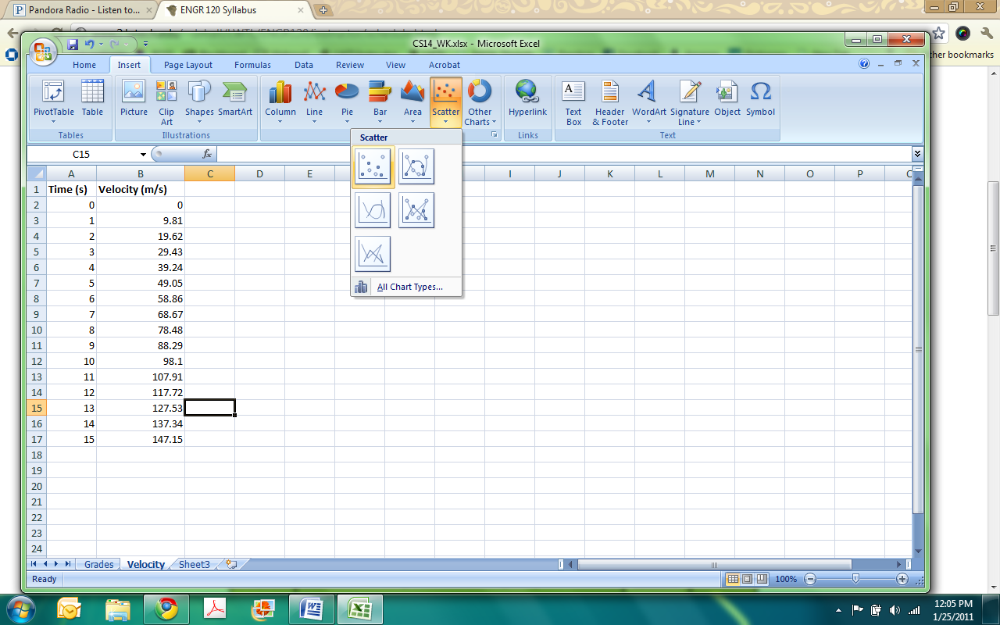 Pandora Radio - Listen to...
ENGR 120 Syllabus
CS14_WK.xlsx - Microsoft Excel
ther bookmarks
Home Insert Page Layout Formulas Data Review View Acrobat
PivotTable Table Picture Clip Art Shapes SmartArt Column Line Pie Bar Area Scatter Other Charts Hyperlink Text Box Header & Footer WordArt Signature Line Object Symbol
Tables Illustrations Links Text
Scatter
C15 fx
A B C D E I J K L M N O P
1 Time (s) Velocity (m/s)
2 0 0
3 1 9.81
4 2 19.62
5 3 29.43
6 4 39.24
7 5 49.05
8 6 58.86
All Chart Types...
9 7 68.67
10 8 78.48
11 9 88.29
12 10 98.1
13 11 107.91
14 12 117.72
15 13 127.53
16 14 137.34
17 15 147.15
18
19
20
21
22
23
24
Grades Velocity Sheet3
Ready 100%
12:05 PM
1/25/2011